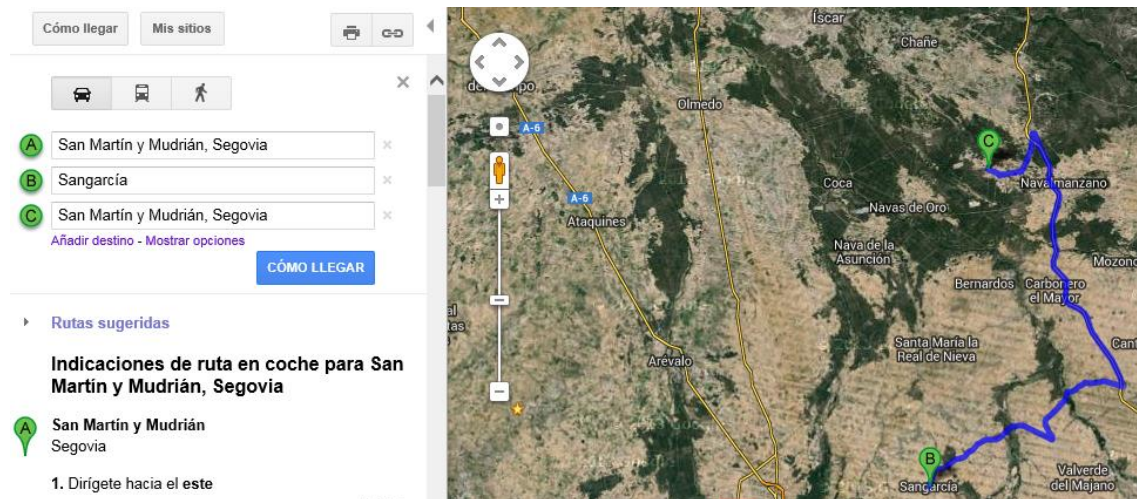 Cómo llegar
Mis sitios
A
San Martín y Mudrián, Segovia
B
Sangarcía
C
San Martín y Mudrián, Segovia
Añadir destino - Mostrar opciones
CÓMO LLEGAR
Rutas sugeridas
Indicaciones de ruta en coche para San
Martín y Mudrián, Segovia
A
San Martín y Mudrián
Segovia
1. Dirígete hacia el este
Íscar
Chañe
Olmedo
A-6
C
Navalmanzano
Coca
A-6
Navas de Oro
Ataquines
Nava de la
Asunción
Bernardos
Carbonero
el Mayor
Santa María la
Real de Nieva
Arévalo
B
Sangarcía
Valverde
del Majano